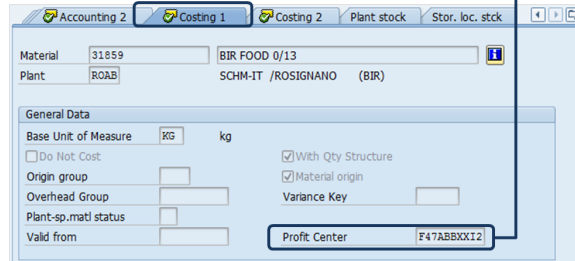 Accounting 2 Costing 1 Costing 2 Plant stock Stor. loc. stck
Material 31859 BIR FOOD 0/13
Plant ROAB SCHM-IT /ROSIGNANO (BIR)
General Data
Base Unit of Measure KG kg
Do Not Cost With Qty Structure
Origin group Material origin
Overhead Group Variance Key
Plant-sp.matl status
Valid from Profit Center F47ABBXXI2